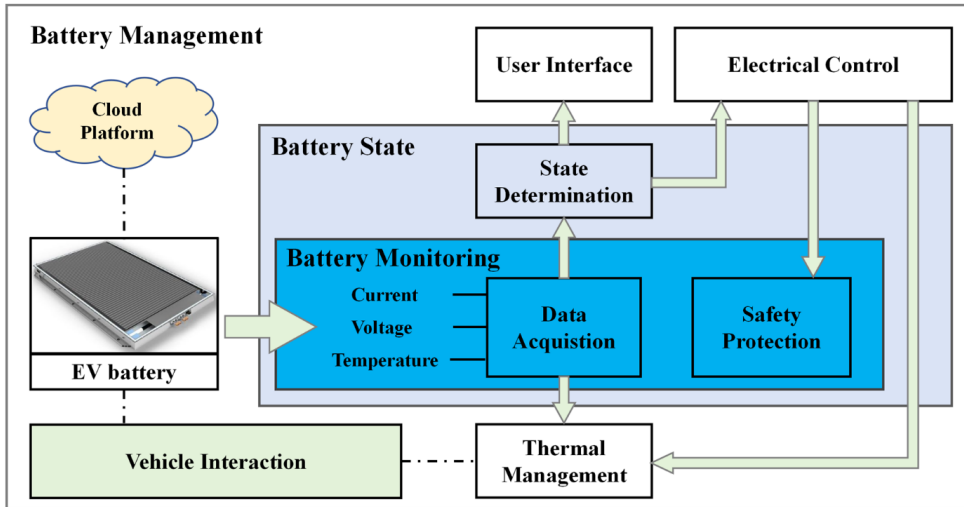 Battery Management
User Interface
Electrical Control
Cloud
Platform
Battery State
State
Determination
Battery Monitoring
Current
Voltage
Temperature
Data
Acquistion
Safety
Protection
EV battery
Vehicle Interaction
Thermal
Management